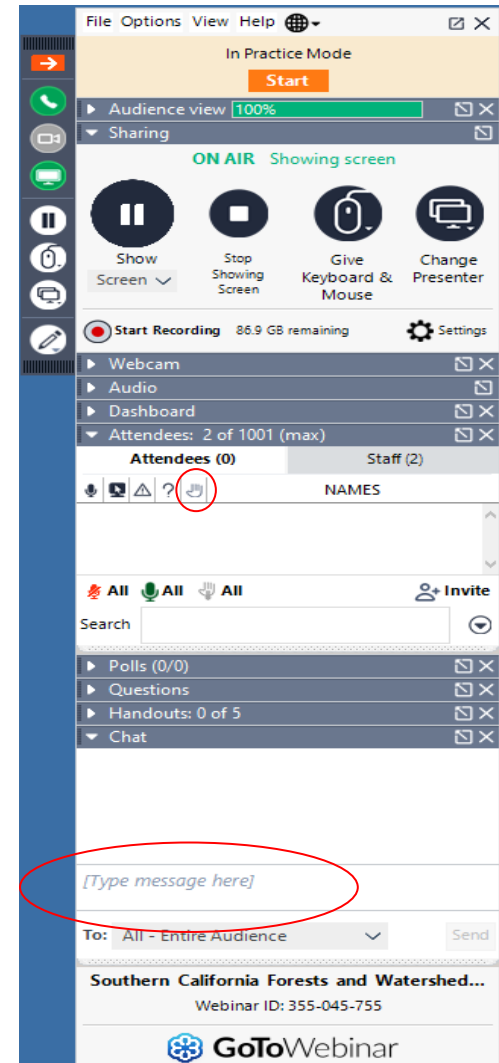 File Options View Help
In Practice Mode
Start
Audience view 100%
Sharing
ON AIR Showing screen
Show
Screen
Stop
Showing
Screen
Give
Keyboard &
Mouse
Change
Presenter
Start Recording 86.9 GB remaining Settings
Webcam
Audio
Dashboard
Attendees: 2 of 1001 (max)
Attendees (0) Staff (2)
? NAMES
All All All Invite
Search
Polls (0/0)
Questions
Handouts: 0 of 5
Chat
[Type message here]
To: All - Entire Audience Send
Southern California Forests and Watershed...
Webinar ID: 355-045-755
GoToWebinar